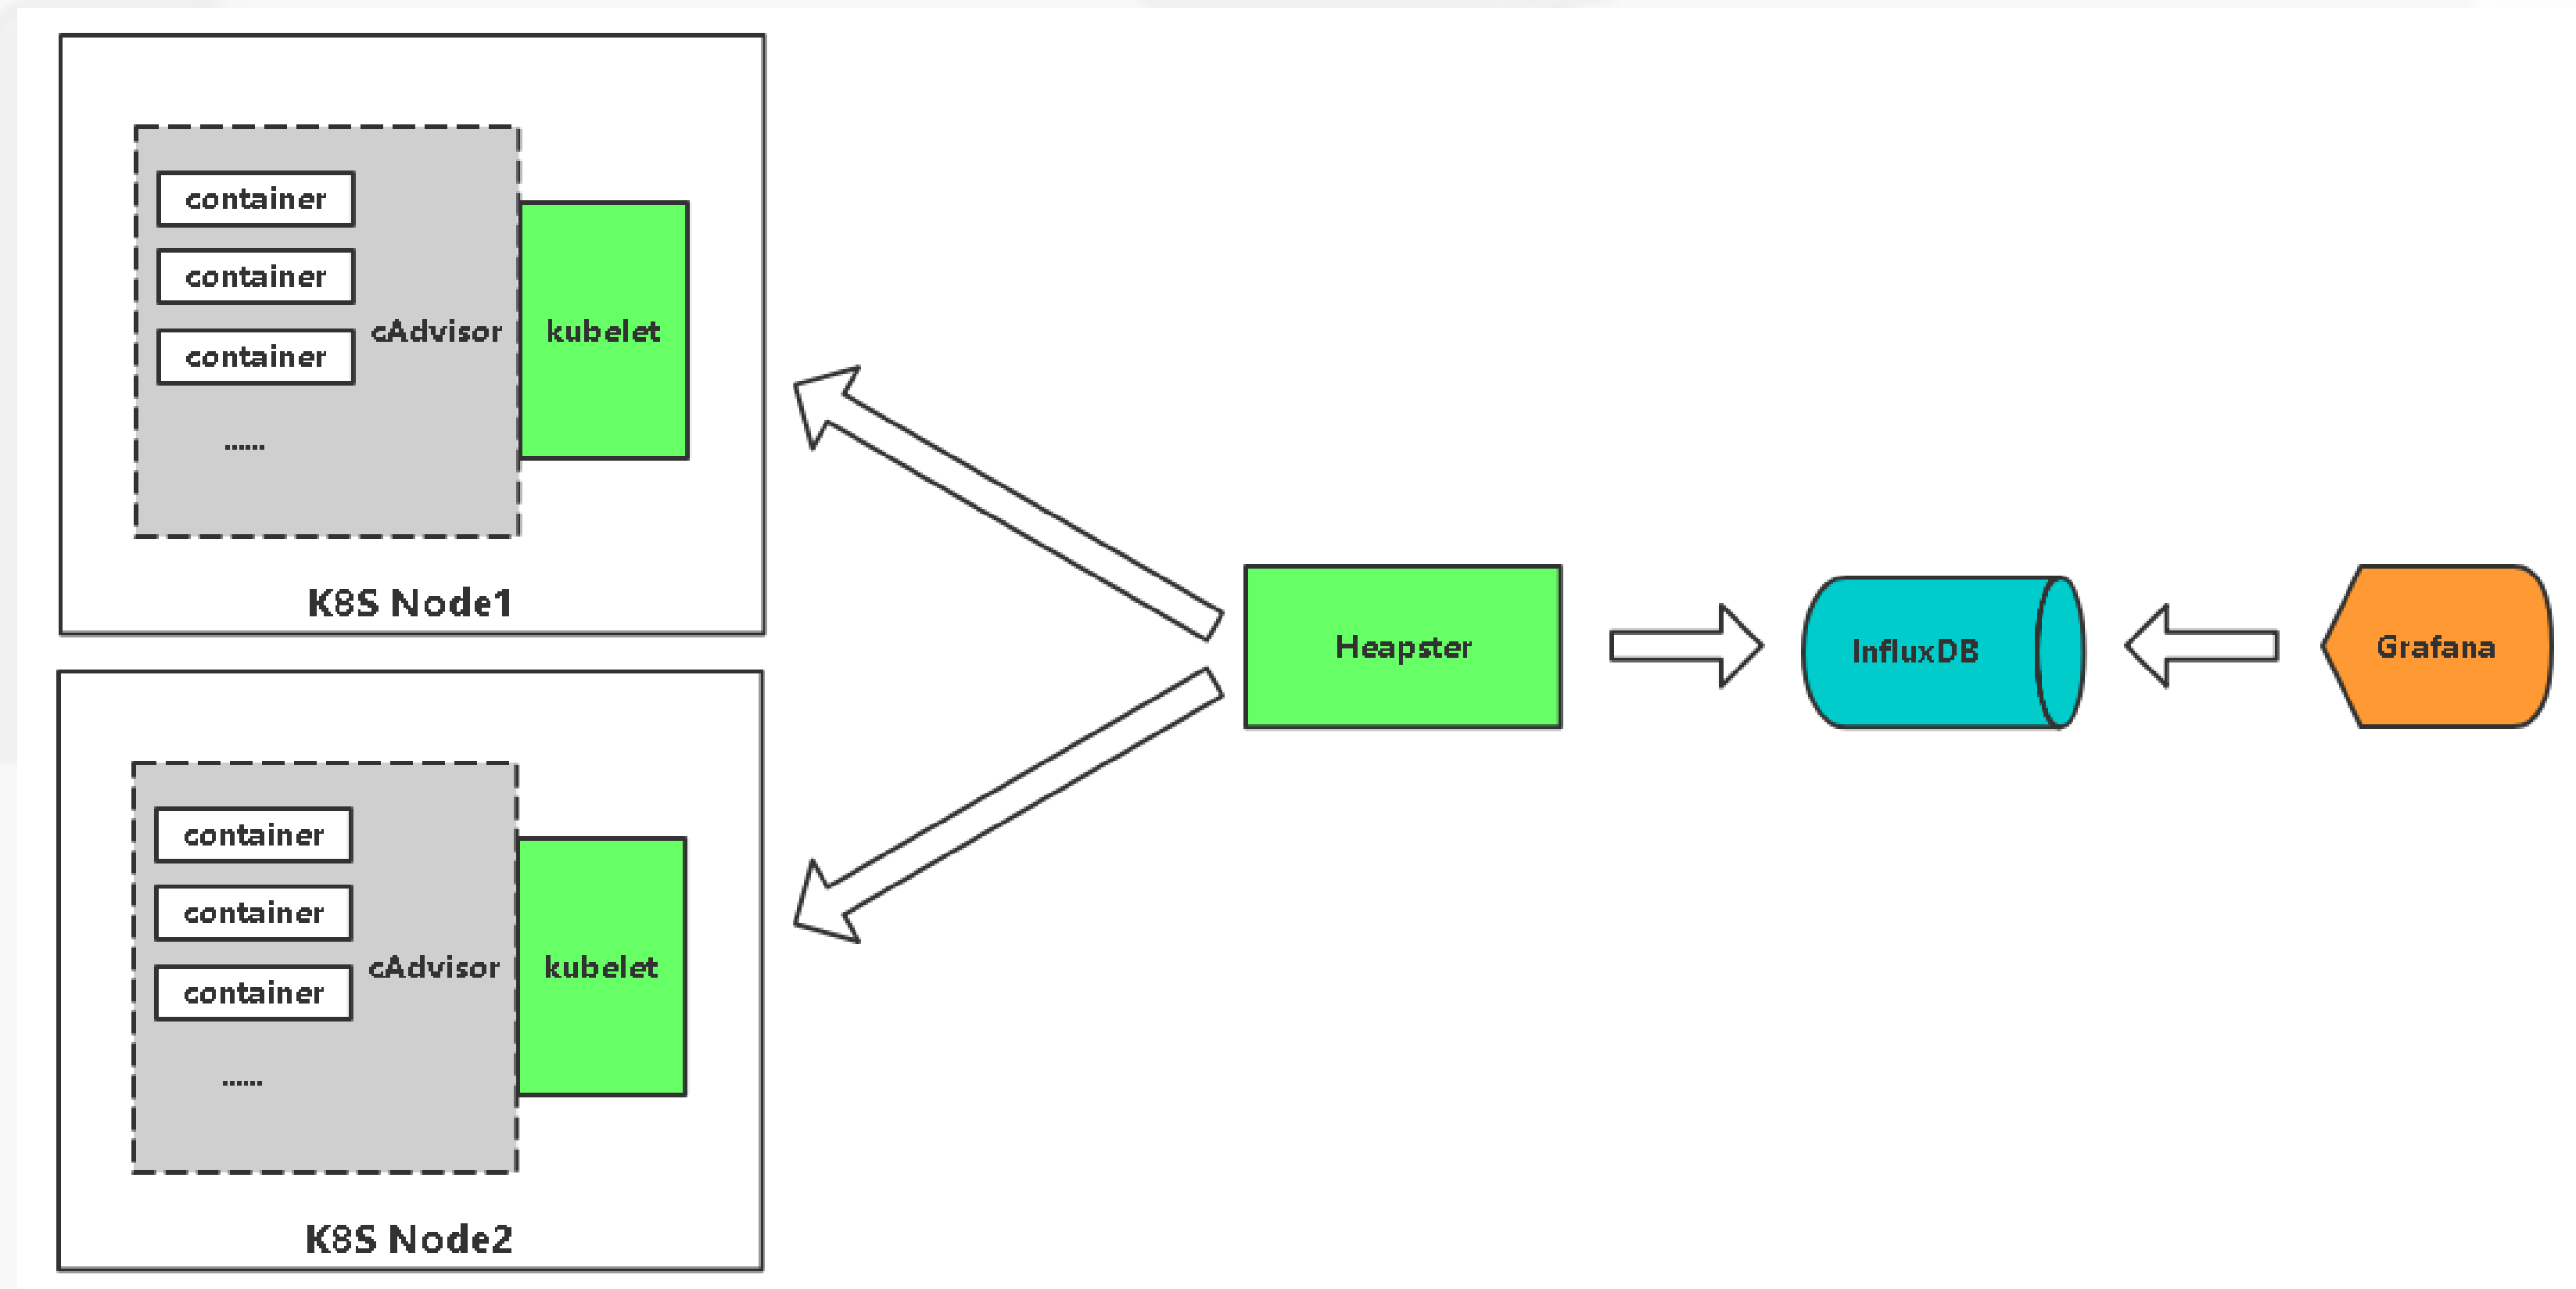 container
container
container
cAdvisor
kubelet
......
K8S Node1
container
container
container
cAdvisor
kubelet
......
K8S Node2
Heapster
InfluxDB
Grafana